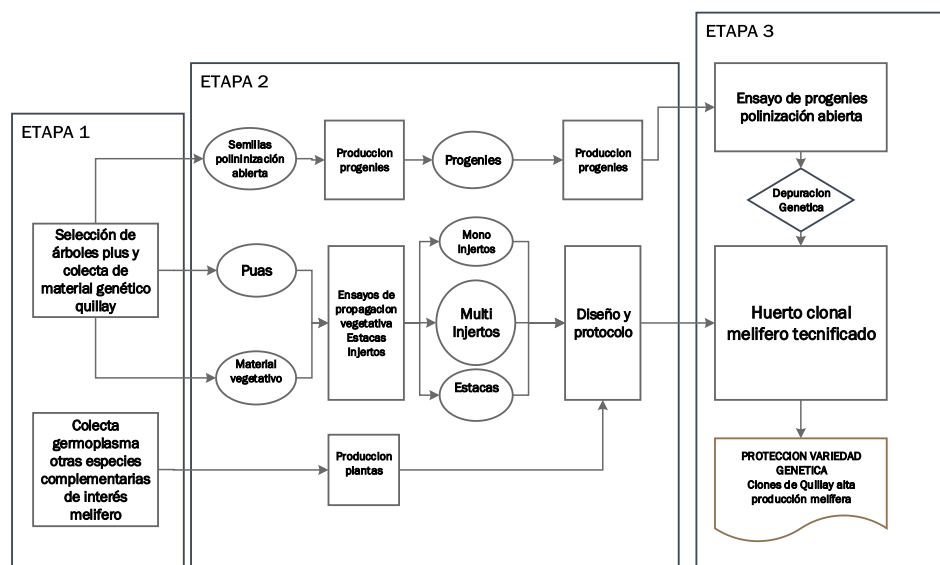 ETAPA 1
Selección de
árboles plus y
colecta de
material genético
quillay
Colecta
germoplasma
otras especies
complementarias
de interés
melifero
ETAPA 2
Semillas
polininización
abierta
Produccion
progenies
Progenies
Produccion
progenies
Puas
Material
vegetativo
Ensayos de
propagacion
vegetativa
Estacas
Injertos
Mono
Injertos
Multi
Injertos
Estacas
Diseño y
protocolo
Produccion
plantas
ETAPA 3
Ensayo de progenies
polinización abierta
Depuracion
Genetica
Huerto clonal
melifero tecnificado
PROTECCION VARIEDAD
GENETICA
Clones de Quillay alta
producción melífera